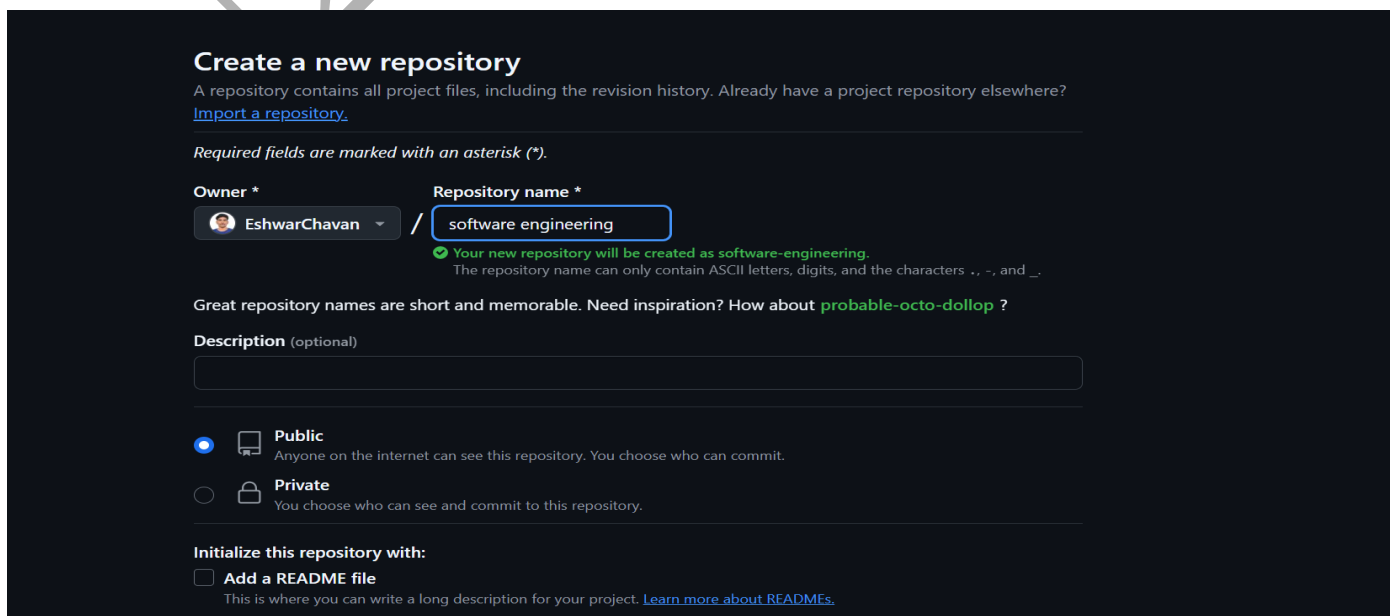 Create a new repository
A repository contains all project files, including the revision history. Already have a project repository elsewhere?
Import a repository.
Required fields are marked with an asterisk (*).
Owner * Repository name *
EshwarChavan / software engineering
Your new repository will be created as software-engineering.
The repository name can only contain ASCII letters, digits, and the characters ., -, and _.
Great repository names are short and memorable. Need inspiration? How about probable-octo-dollop ?
Description (optional)
Public
Anyone on the internet can see this repository. You choose who can commit.
Private
You choose who can see and commit to this repository.
Initialize this repository with:
Add a README file
This is where you can write a long description for your project. Learn more about READMEs.